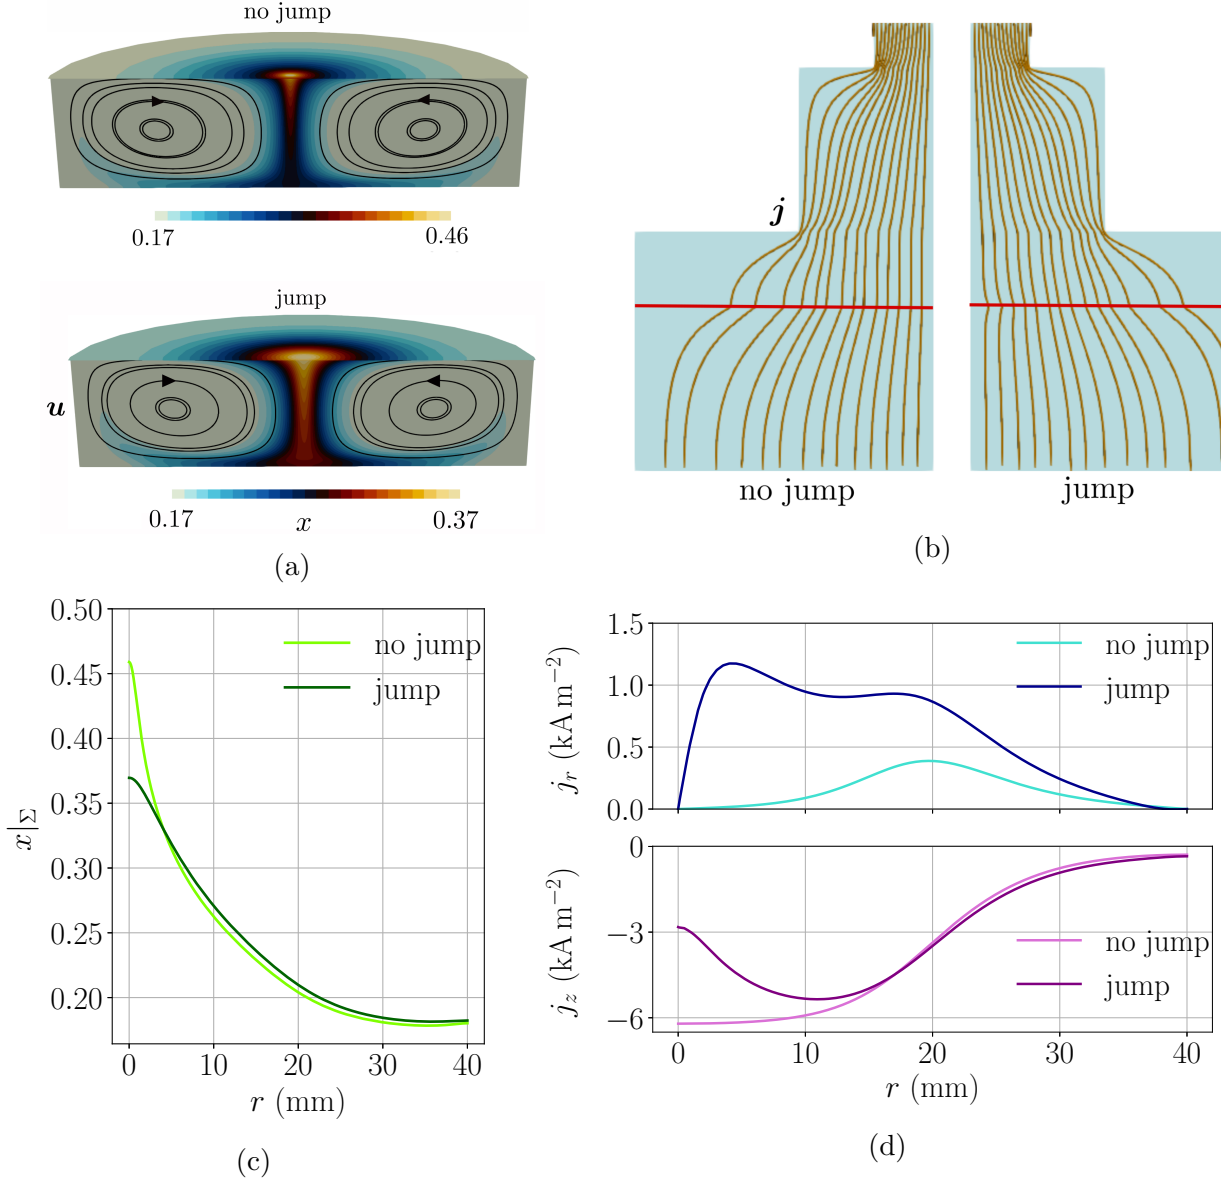 no jump
0.17 0.46
jump
u
0.17 x 0.37
(a)
j
no jump jump
(b)
0.50
0.45
0.40
0.35
0.30
0.25
0.20
x|Σ
no jump
jump
0 10 20 30 40
r (mm)
(c)
1.5
1.0
0.5
0.0
j_r (kA m⁻²)
no jump
jump
0
−3
−6
j_z (kA m⁻²)
no jump
jump
0 10 20 30 40
r (mm)
(d)